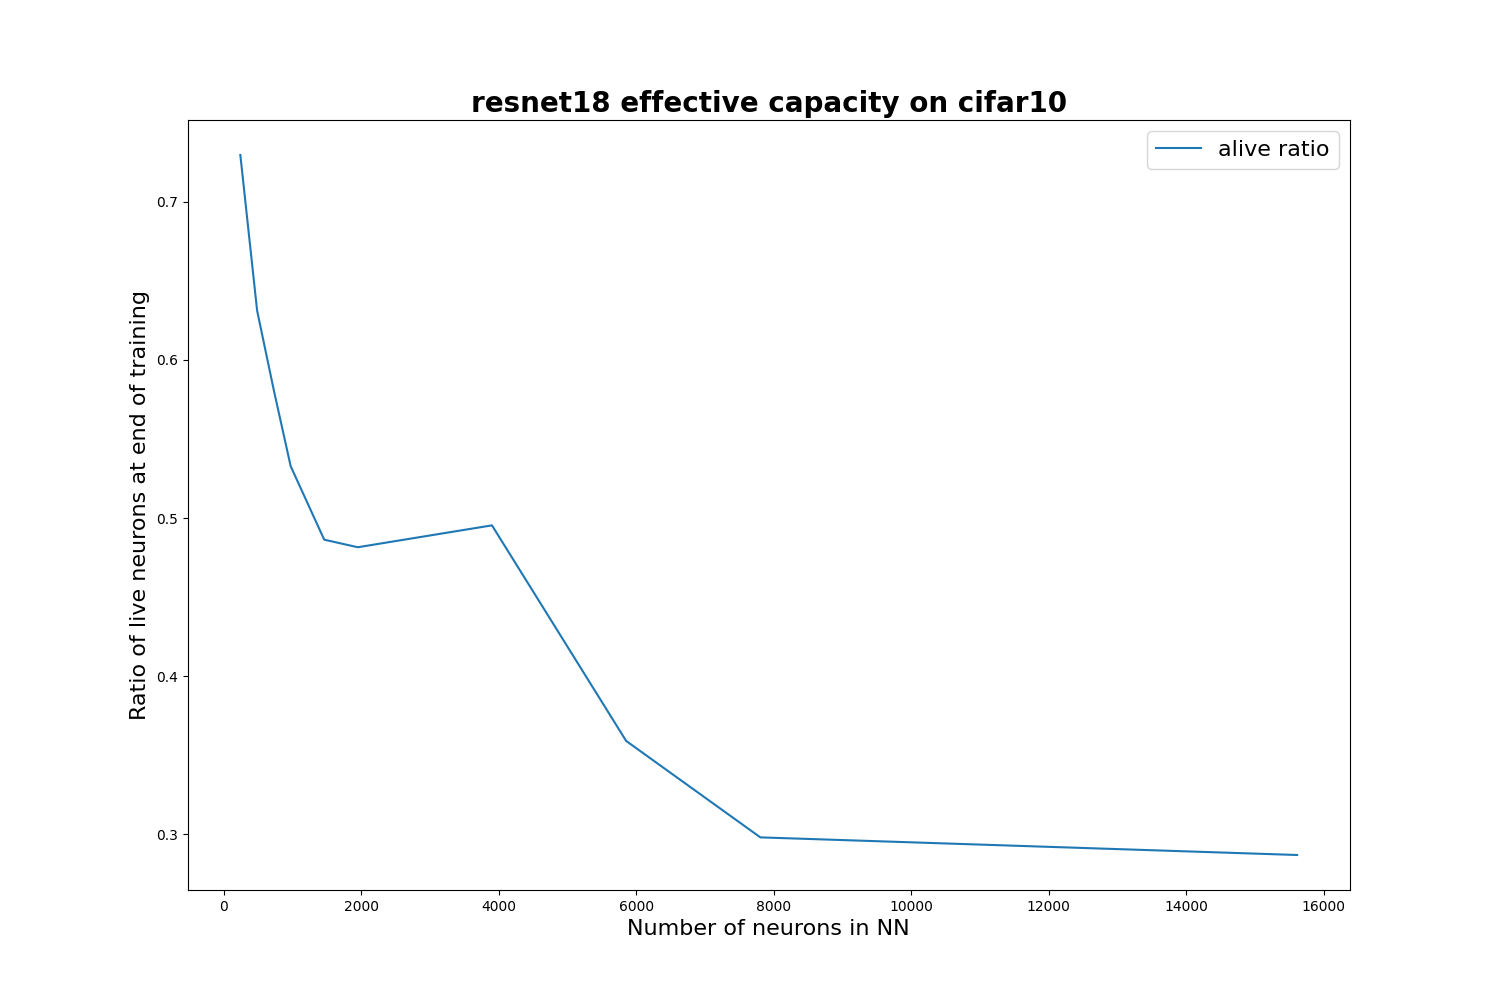 resnet18 effective capacity on cifar10
alive ratio
Ratio of live neurons at end of training
0.7
0.6
0.5
0.4
0.3
0 2000 4000 6000 8000 10000 12000 14000 16000
Number of neurons in NN